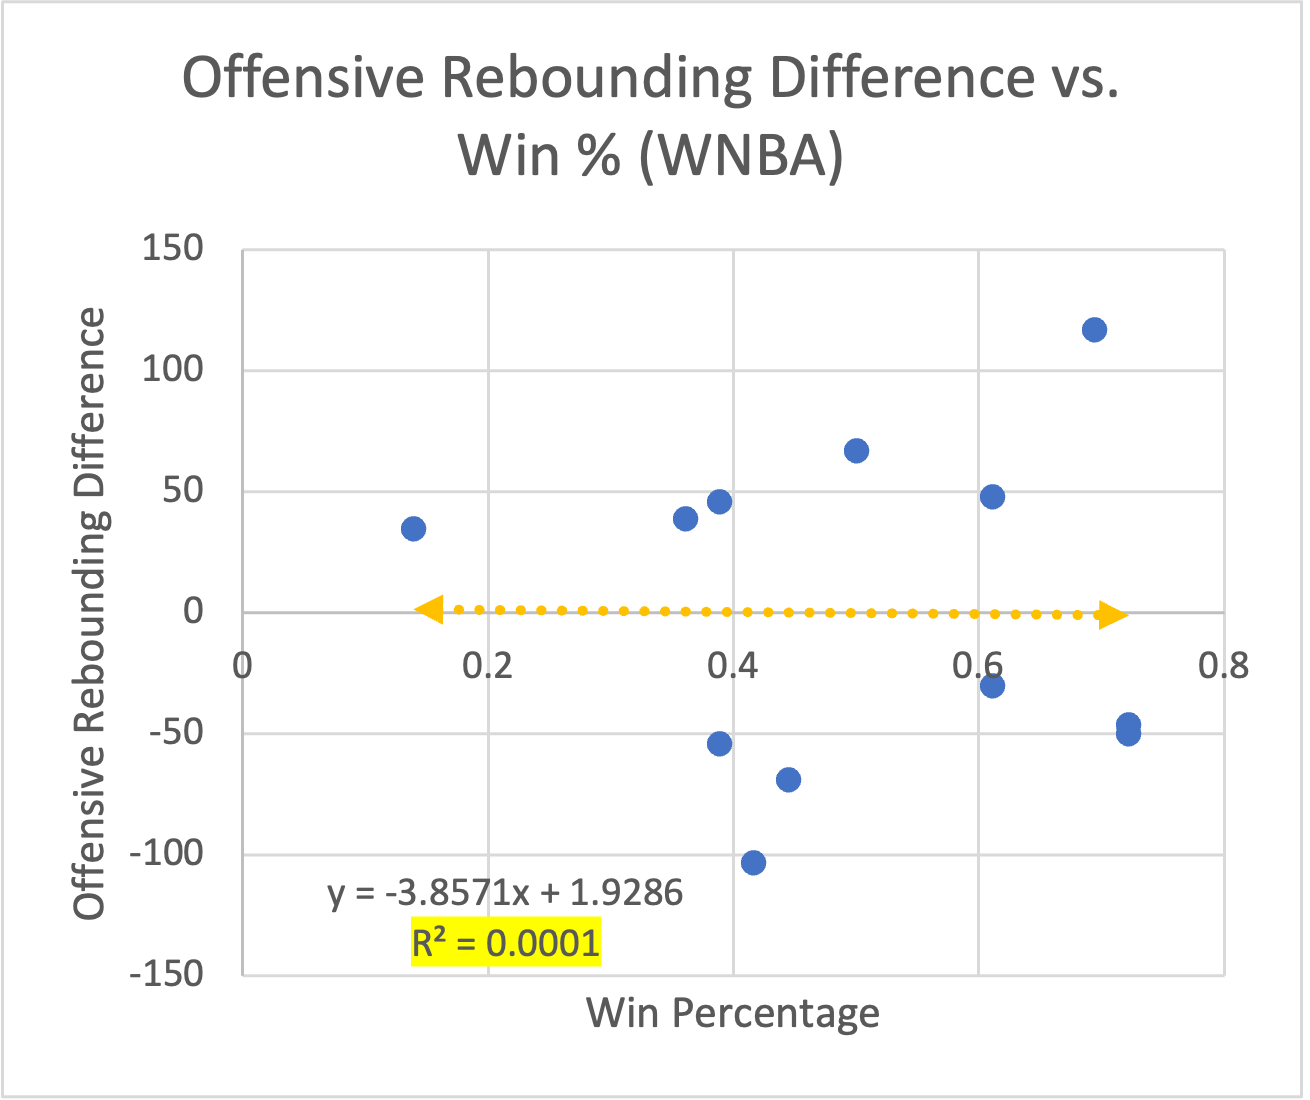 Offensive Rebounding Difference vs.
Win % (WNBA)
150
100
50
0
-50
-100
-150
Offensive Rebounding Difference
0 0.2 0.4 0.6 0.8
y = -3.8571x + 1.9286
R² = 0.0001
Win Percentage